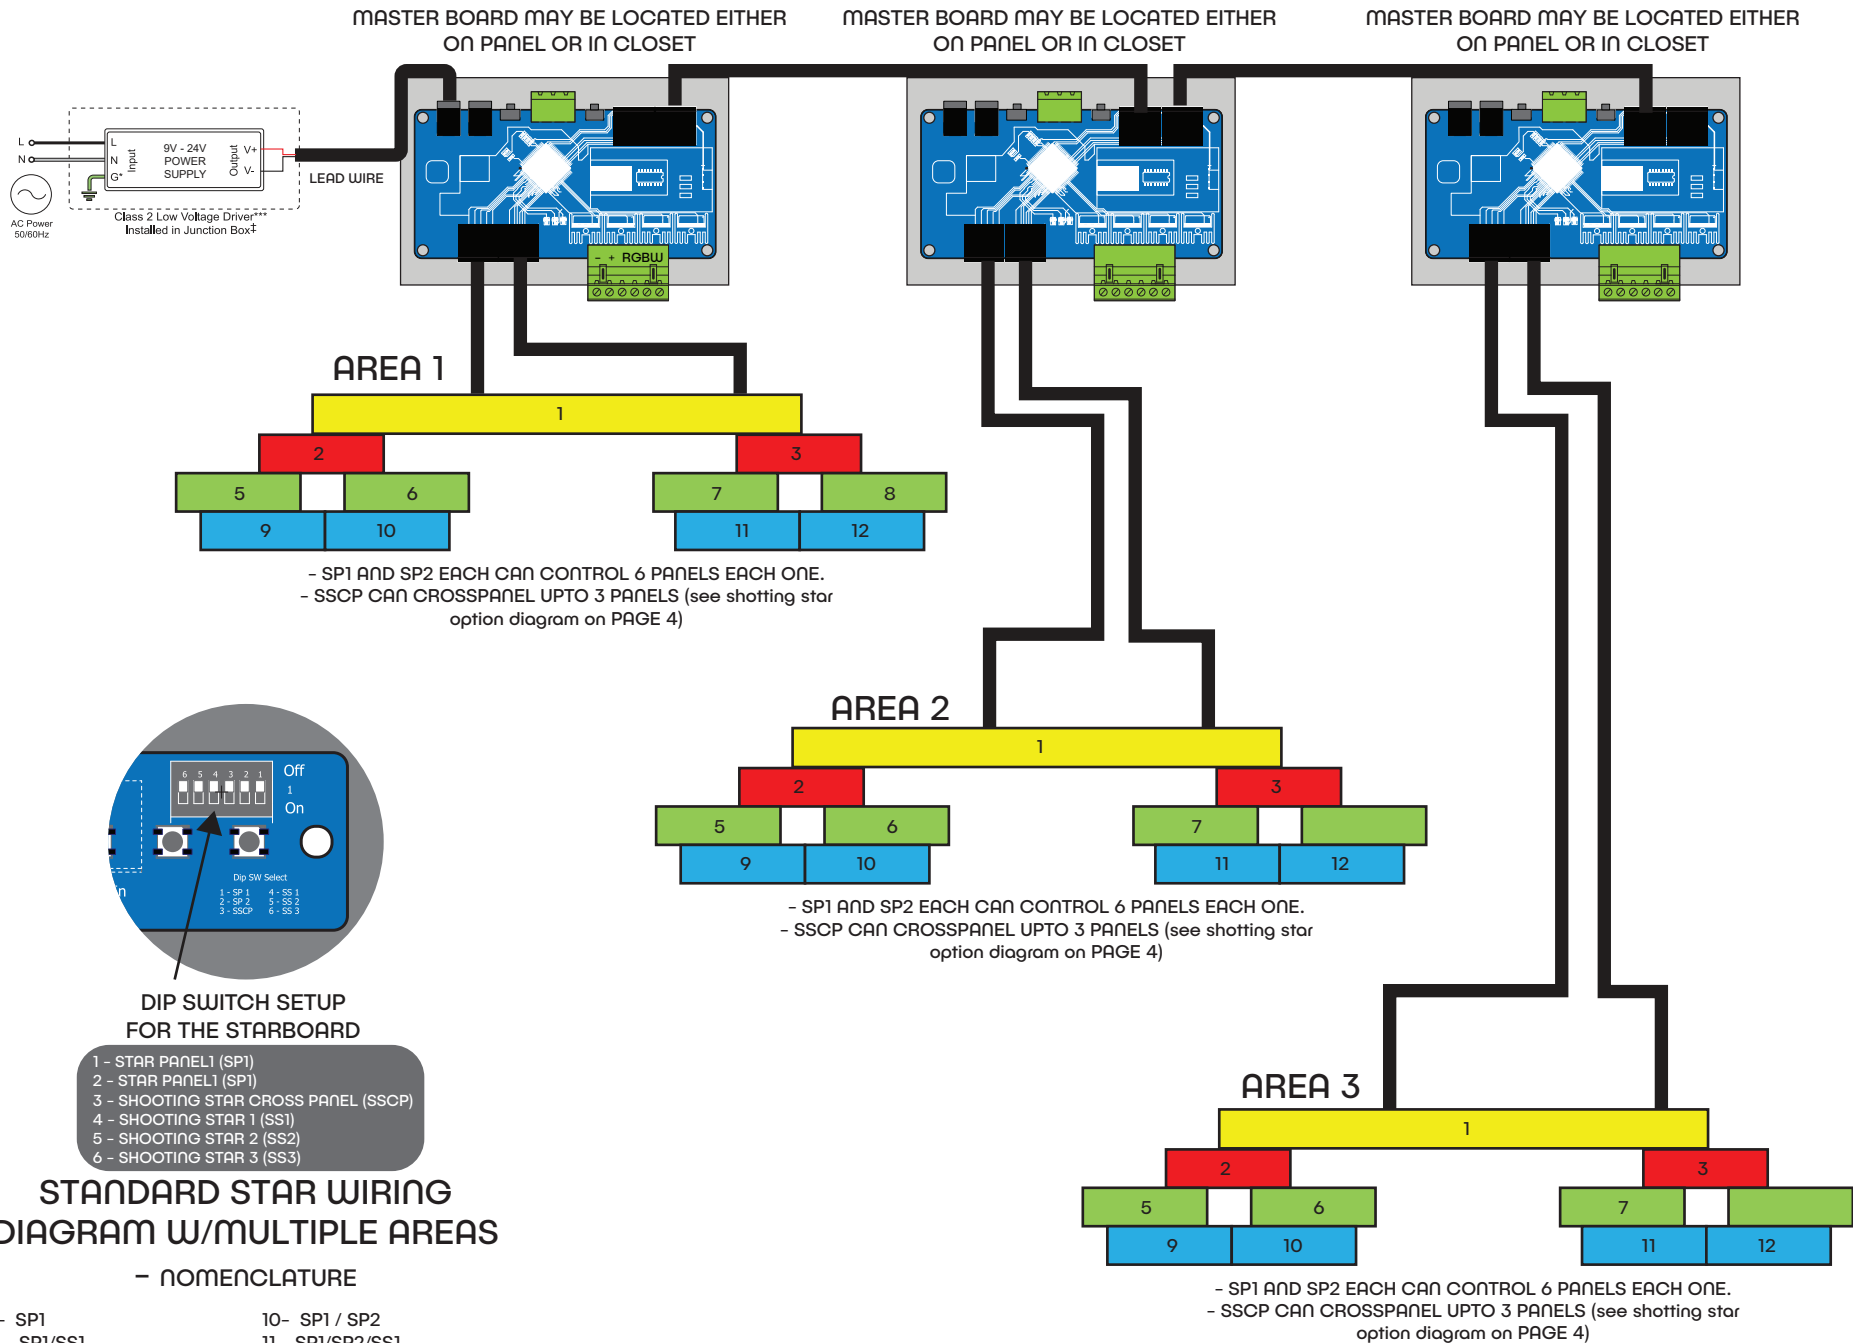 MASTER BOARD MAY BE LOCATED EITHER
ON PANEL OR IN CLOSET
MASTER BOARD MAY BE LOCATED EITHER
ON PANEL OR IN CLOSET
MASTER BOARD MAY BE LOCATED EITHER
ON PANEL OR IN CLOSET
L
N
AC Power
50/60Hz
L
N
G*
Input
9V - 24V
POWER
SUPPLY
Output
V+
V-
Class 2 Low Voltage Driver***
Installed in Junction Box‡
LEAD WIRE
- + RGBW
AREA 1
1
2
3
5
6
7
8
9
10
11
12
- SP1 AND SP2 EACH CAN CONTROL 6 PANELS EACH ONE.
- SSCP CAN CROSSPANEL UPTO 3 PANELS (see shotting star
option diagram on PAGE 4)
AREA 2
1
2
3
5
6
7
9
10
11
12
- SP1 AND SP2 EACH CAN CONTROL 6 PANELS EACH ONE.
- SSCP CAN CROSSPANEL UPTO 3 PANELS (see shotting star
option diagram on PAGE 4)
AREA 3
1
2
3
5
6
7
9
10
11
12
- SP1 AND SP2 EACH CAN CONTROL 6 PANELS EACH ONE.
- SSCP CAN CROSSPANEL UPTO 3 PANELS (see shotting star
option diagram on PAGE 4)
6 5 4 3 2 1
Off
1
On
Dip SW Select
1 - SP 1 4 - SS 1
2 - SP 2 5 - SS 2
3 - SSCP 6 - SS 3
DIP SWITCH SETUP
FOR THE STARBOARD
1 - STAR PANEL1 (SP1)
2 - STAR PANEL1 (SP1)
3 - SHOOTING STAR CROSS PANEL (SSCP)
4 - SHOOTING STAR 1 (SS1)
5 - SHOOTING STAR 2 (SS2)
6 - SHOOTING STAR 3 (SS3)
STANDARD STAR WIRING
DIAGRAM W/MULTIPLE AREAS
- NOMENCLATURE
- SP1
10- SP1 / SP2
SP1/SS1
11- SP1/SP2/SS1